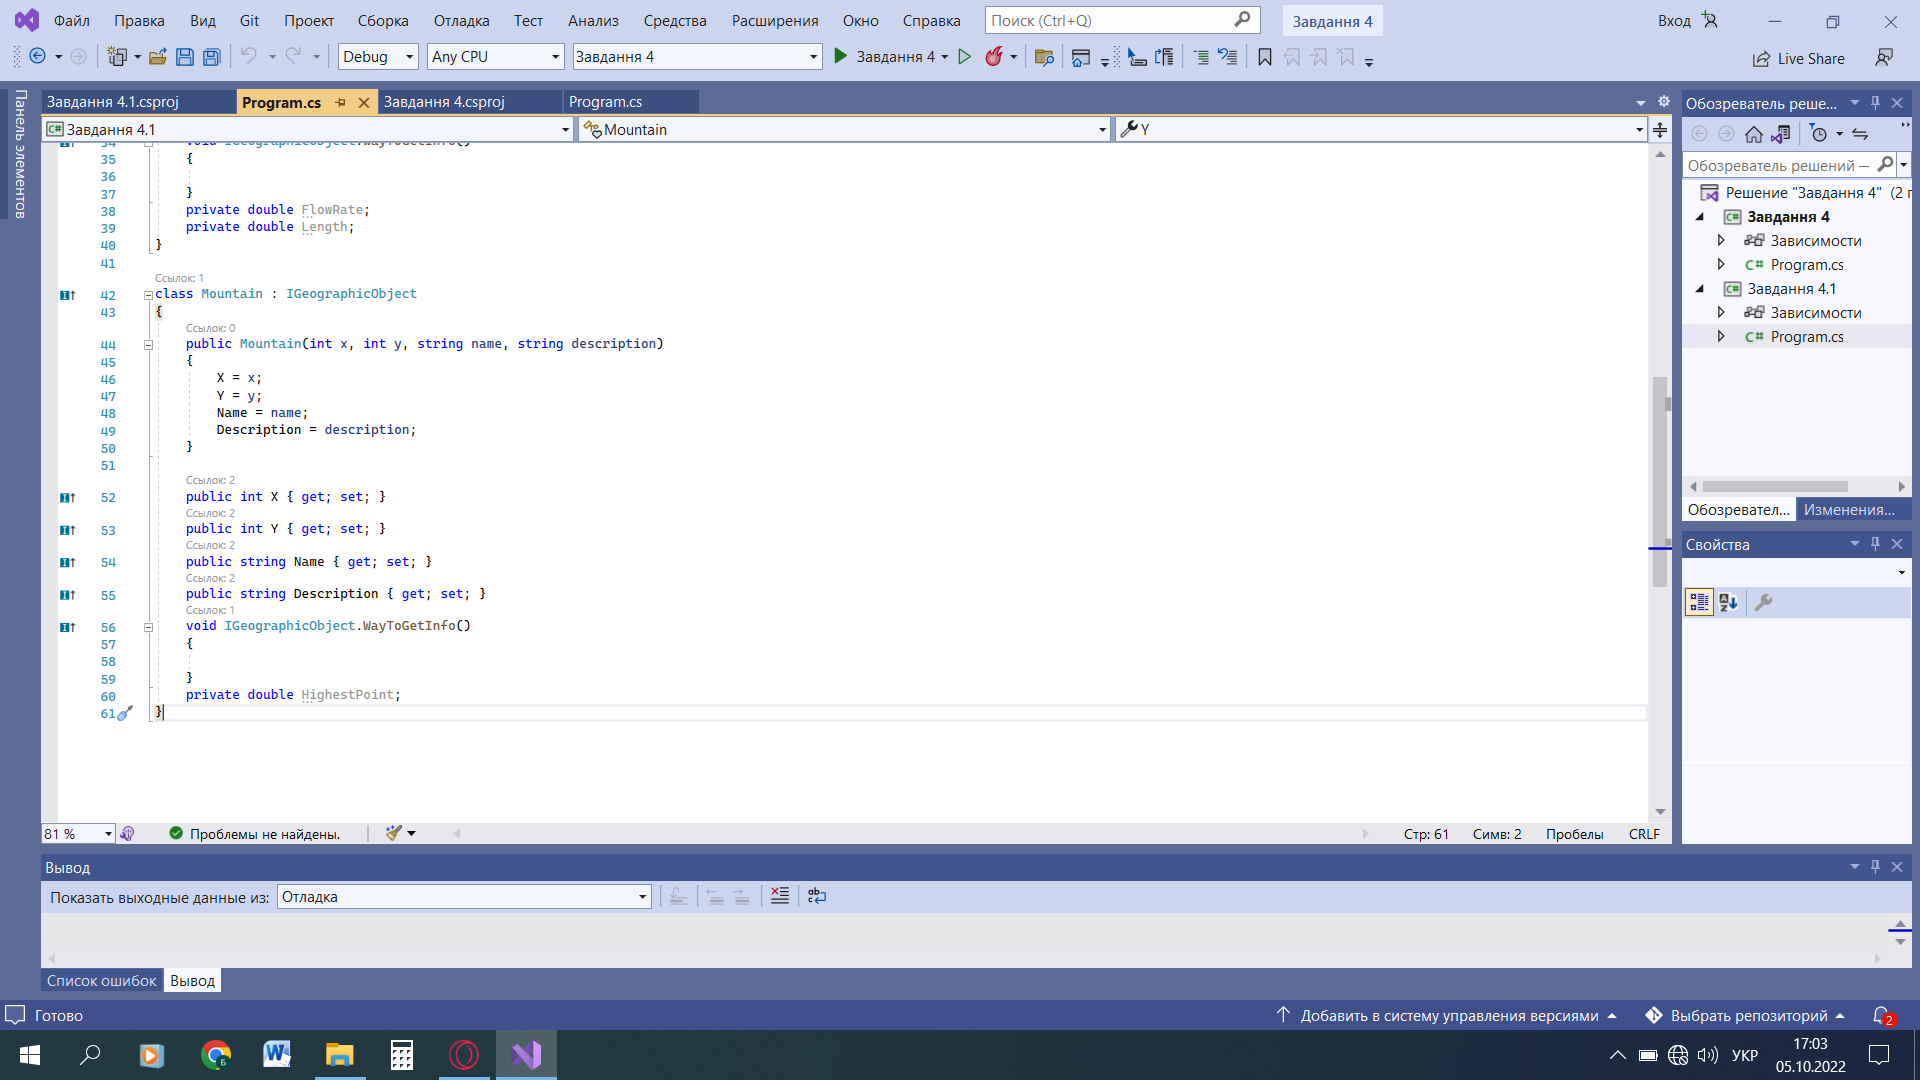 Файл Правка Вид Git Проект Сборка Отладка Тест Анализ Средства Расширения Окно Справка Поиск (Ctrl+Q) Завдання 4 Вход
Debug Any CPU Завдання 4 Завдання 4 Live Share
Панель элементов
Завдання 4.1.csproj Program.cs Завдання 4.csproj Program.cs
C# Завдання 4.1 Mountain Y
34 void IGeographicObject.WayToGetInfo()
35 {
36
37 }
38 private double FlowRate;
39 private double Length;
40 }
41
Ссылок: 1
42 class Mountain : IGeographicObject
43 {
Ссылок: 0
44 public Mountain(int x, int y, string name, string description)
45 {
46 X = x;
47 Y = y;
48 Name = name;
49 Description = description;
50 }
51
Ссылок: 2
52 public int X { get; set; }
Ссылок: 2
53 public int Y { get; set; }
Ссылок: 2
54 public string Name { get; set; }
Ссылок: 2
55 public string Description { get; set; }
Ссылок: 1
56 void IGeographicObject.WayToGetInfo()
57 {
58
59 }
60 private double HighestPoint;
61 }
81 % Проблемы не найдены. Стр: 61 Симв: 2 Пробелы CRLF
Обозреватель реше...
Обозреватель решений —
Решение "Завдання 4" (2 г
C# Завдання 4
Зависимости
C# Program.cs
C# Завдання 4.1
Зависимости
C# Program.cs
Обозревател... Изменения...
Свойства
Вывод
Показать выходные данные из: Отладка
Список ошибок Вывод
Готово Добавить в систему управления версиями Выбрать репозиторий 2
УКР 17:03
05.10.2022